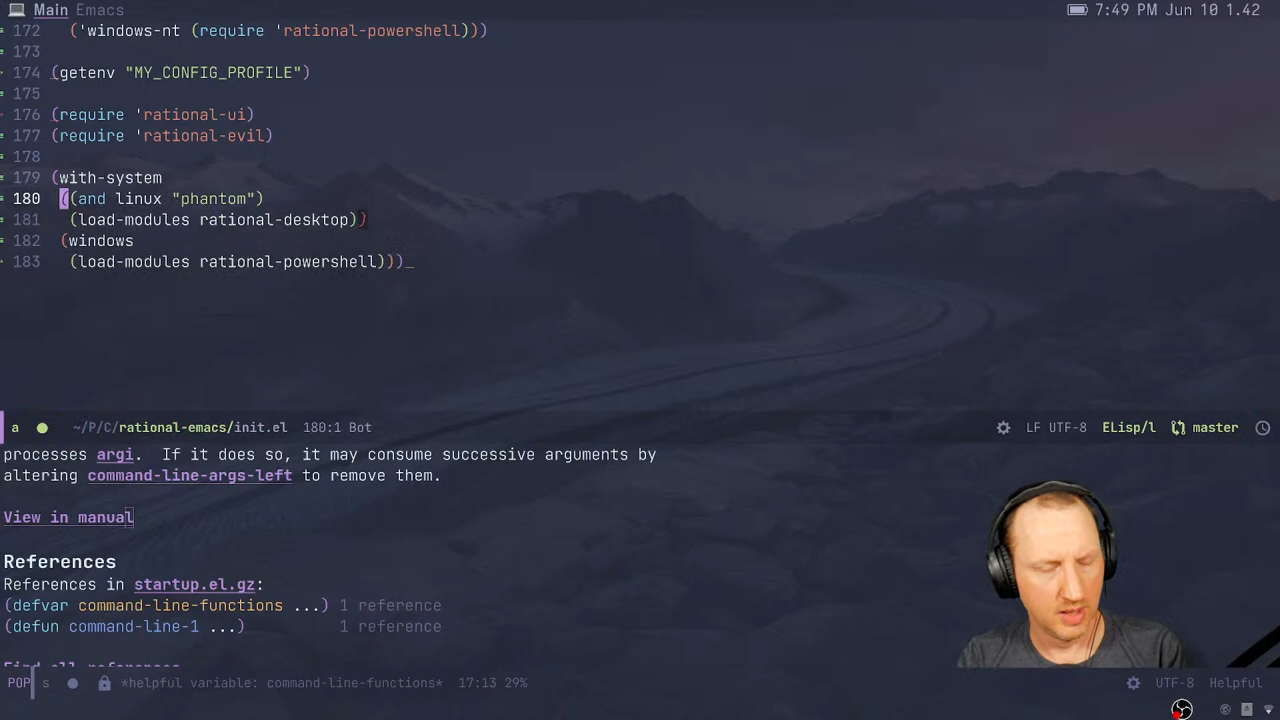 Main Emacs
7:49 PM Jun 10 1.42
172 ('windows-nt (require 'rational-powershell)))
173
174 (getenv "MY_CONFIG_PROFILE")
175
176 (require 'rational-ui)
177 (require 'rational-evil)
178
179 (with-system
180 ((and linux "phantom")
181 (load-modules rational-desktop))
182 (windows
183 (load-modules rational-powershell)))_
a ~/P/C/rational-emacs/init.el 180:1 Bot LF UTF-8 ELisp/l master
processes argi. If it does so, it may consume successive arguments by
altering command-line-args-left to remove them.
View in manual
References
References in startup.el.gz:
(defvar command-line-functions ...) 1 reference
(defun command-line-1 ...) 1 reference
Find all references
POP s *helpful variable: command-line-functions* 17:13 29% UTF-8 Helpful